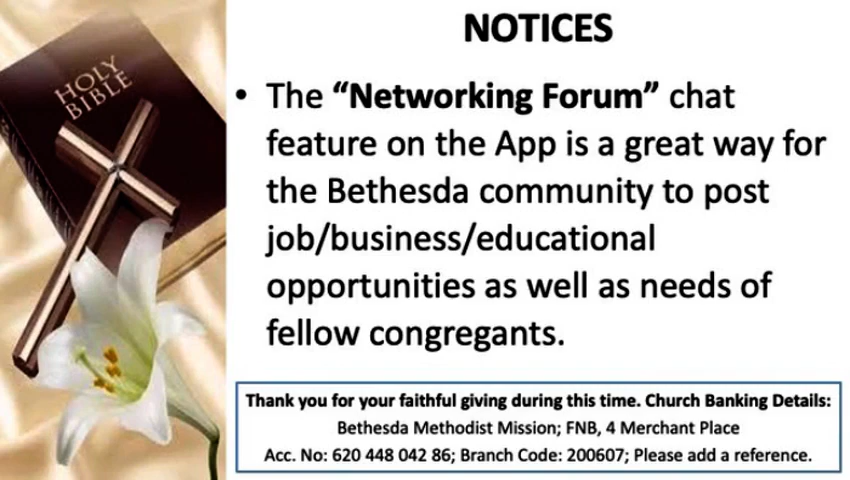 HOLY
BIBLE
NOTICES
• The “Networking Forum” chat
feature on the App is a great way for
the Bethesda community to post
job/business/educational
opportunities as well as needs of
fellow congregants.
Thank you for your faithful giving during this time. Church Banking Details:
Bethesda Methodist Mission; FNB, 4 Merchant Place
Acc. No: 620 448 042 86; Branch Code: 200607; Please add a reference.